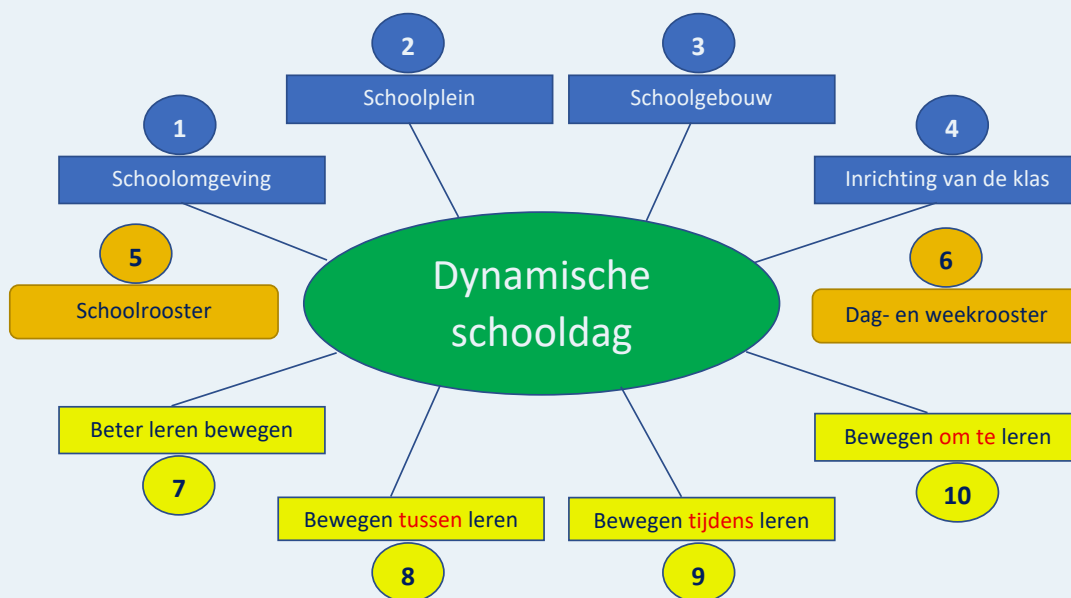 1
Schoolomgeving
2
Schoolplein
3
Schoolgebouw
4
Inrichting van de klas
5
Schoolrooster
Dynamische
schooldag
6
Dag- en weekrooster
Beter leren bewegen
7
Bewegen tussen leren
8
Bewegen tijdens leren
9
Bewegen om te leren
10